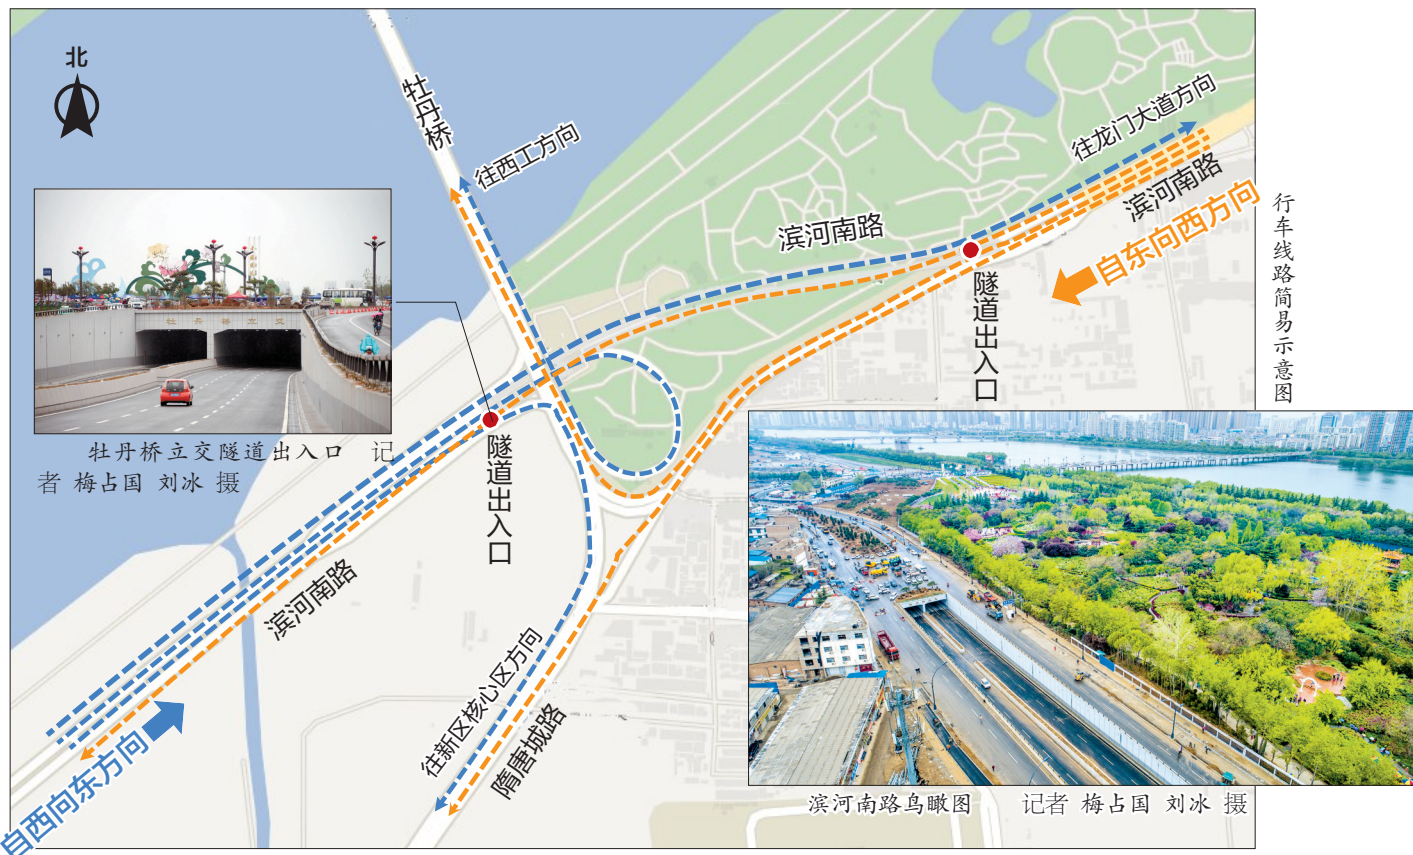 北
牡丹桥
往西工方向
往龙门大道方向
滨河南路
滨河南路
自东向西方向
行车线路简易示意图
隧道出入口
牡丹桥立交
牡丹桥立交隧道出入口 记
者 梅占国 刘冰 摄
隧道出入口
滨河南路
往新区核心区方向
隋唐城路
自西向东方向
滨河南路鸟瞰图 记者 梅占国 刘冰 摄